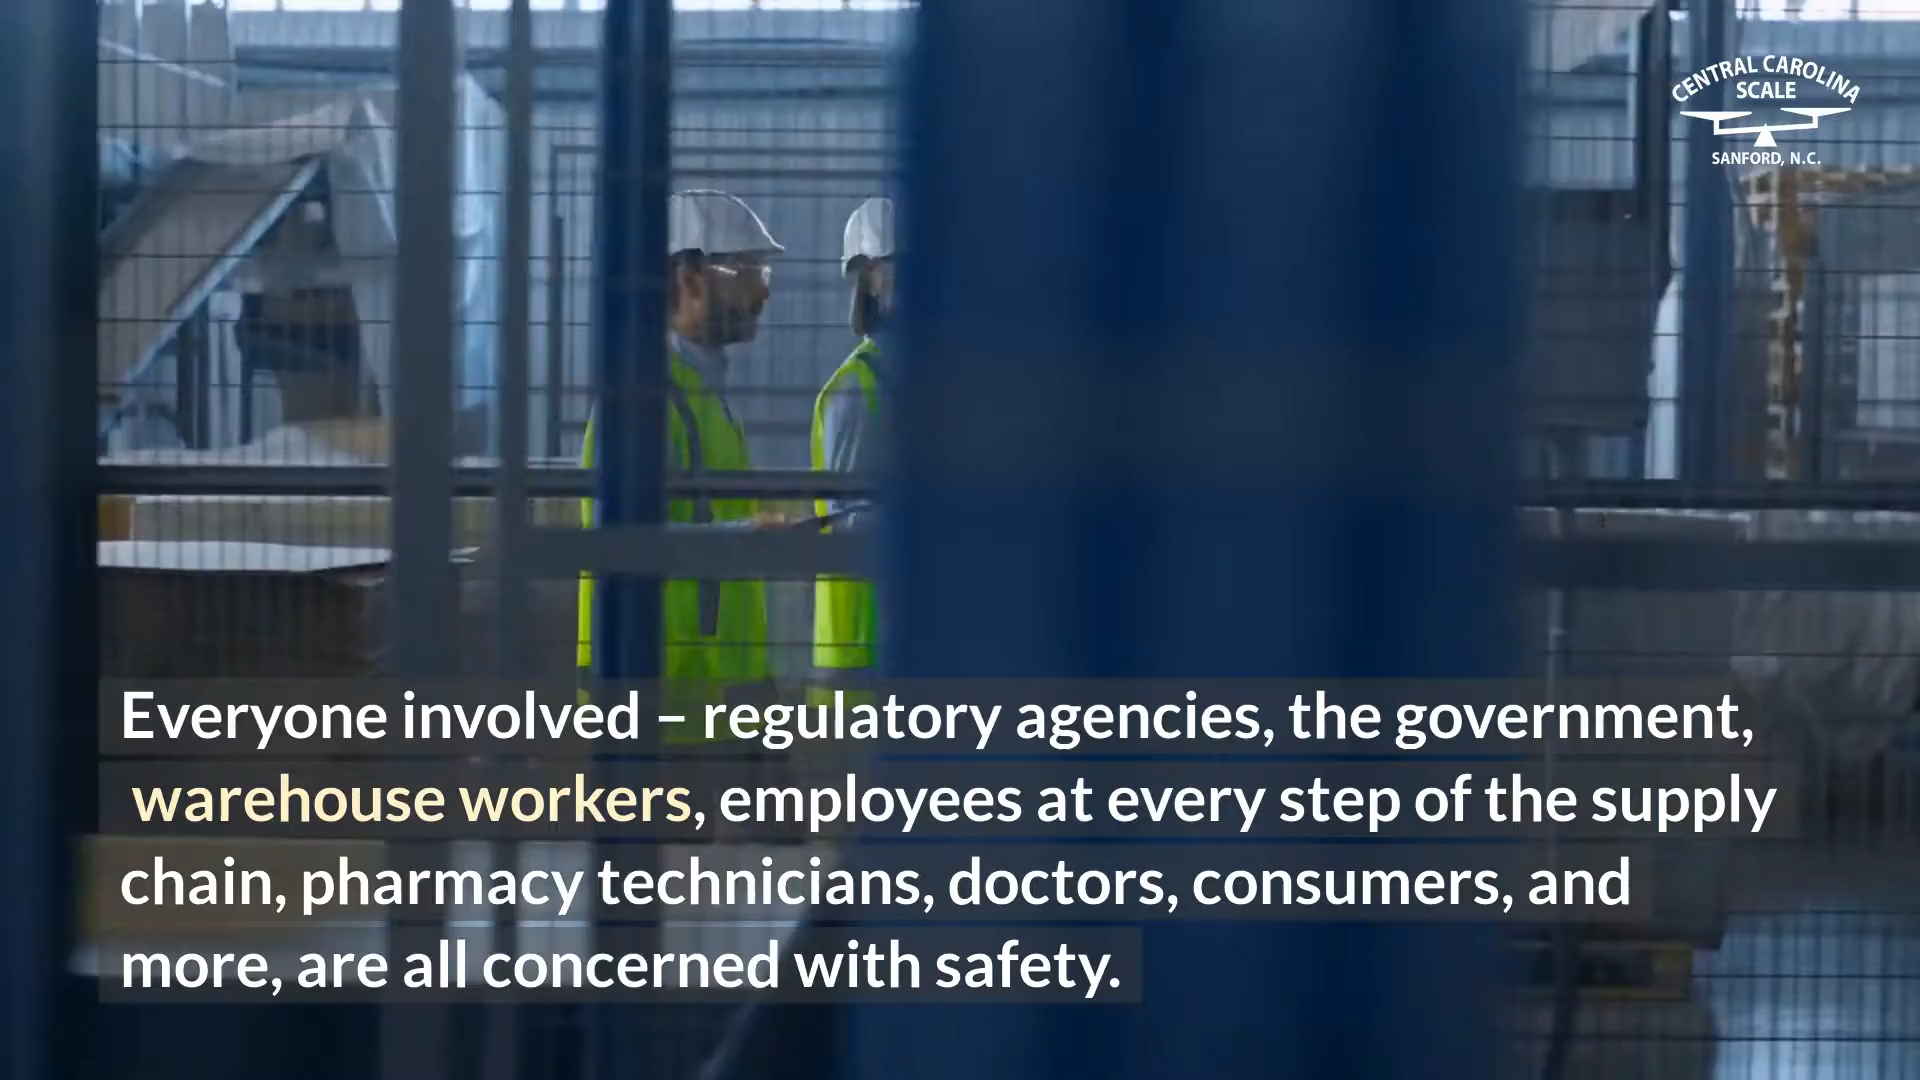 CENTRAL CAROLINA
SCALE
SANFORD, N.C.
Everyone involved – regulatory agencies, the government,
warehouse workers, employees at every step of the supply
chain, pharmacy technicians, doctors, consumers, and
more, are all concerned with safety.